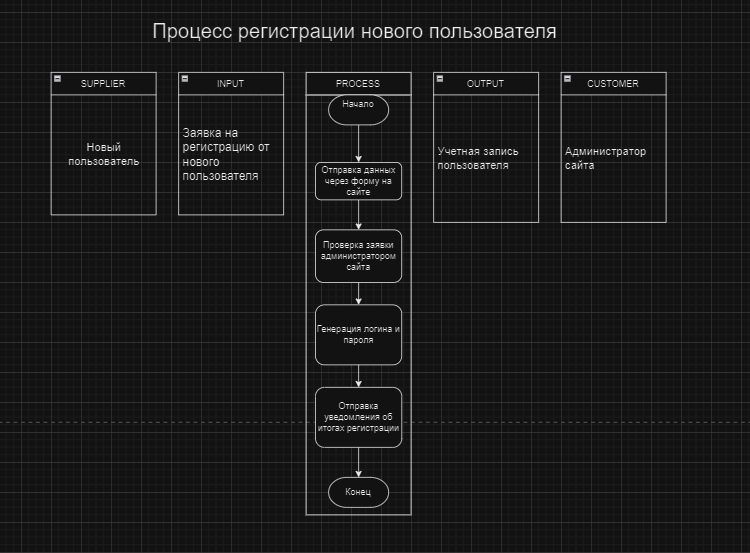 Процесс регистрации нового пользователя
SUPPLIER
Новый
пользователь
INPUT
Заявка на
регистрацию от
нового
пользователя
PROCESS
Начало
Отправка данных
через форму на
сайте
Проверка заявки
администратором
сайта
Генерация логина и
пароля
Отправка
уведомления об
итогах регистрации
Конец
OUTPUT
Учетная запись
пользователя
CUSTOMER
Администратор
сайта